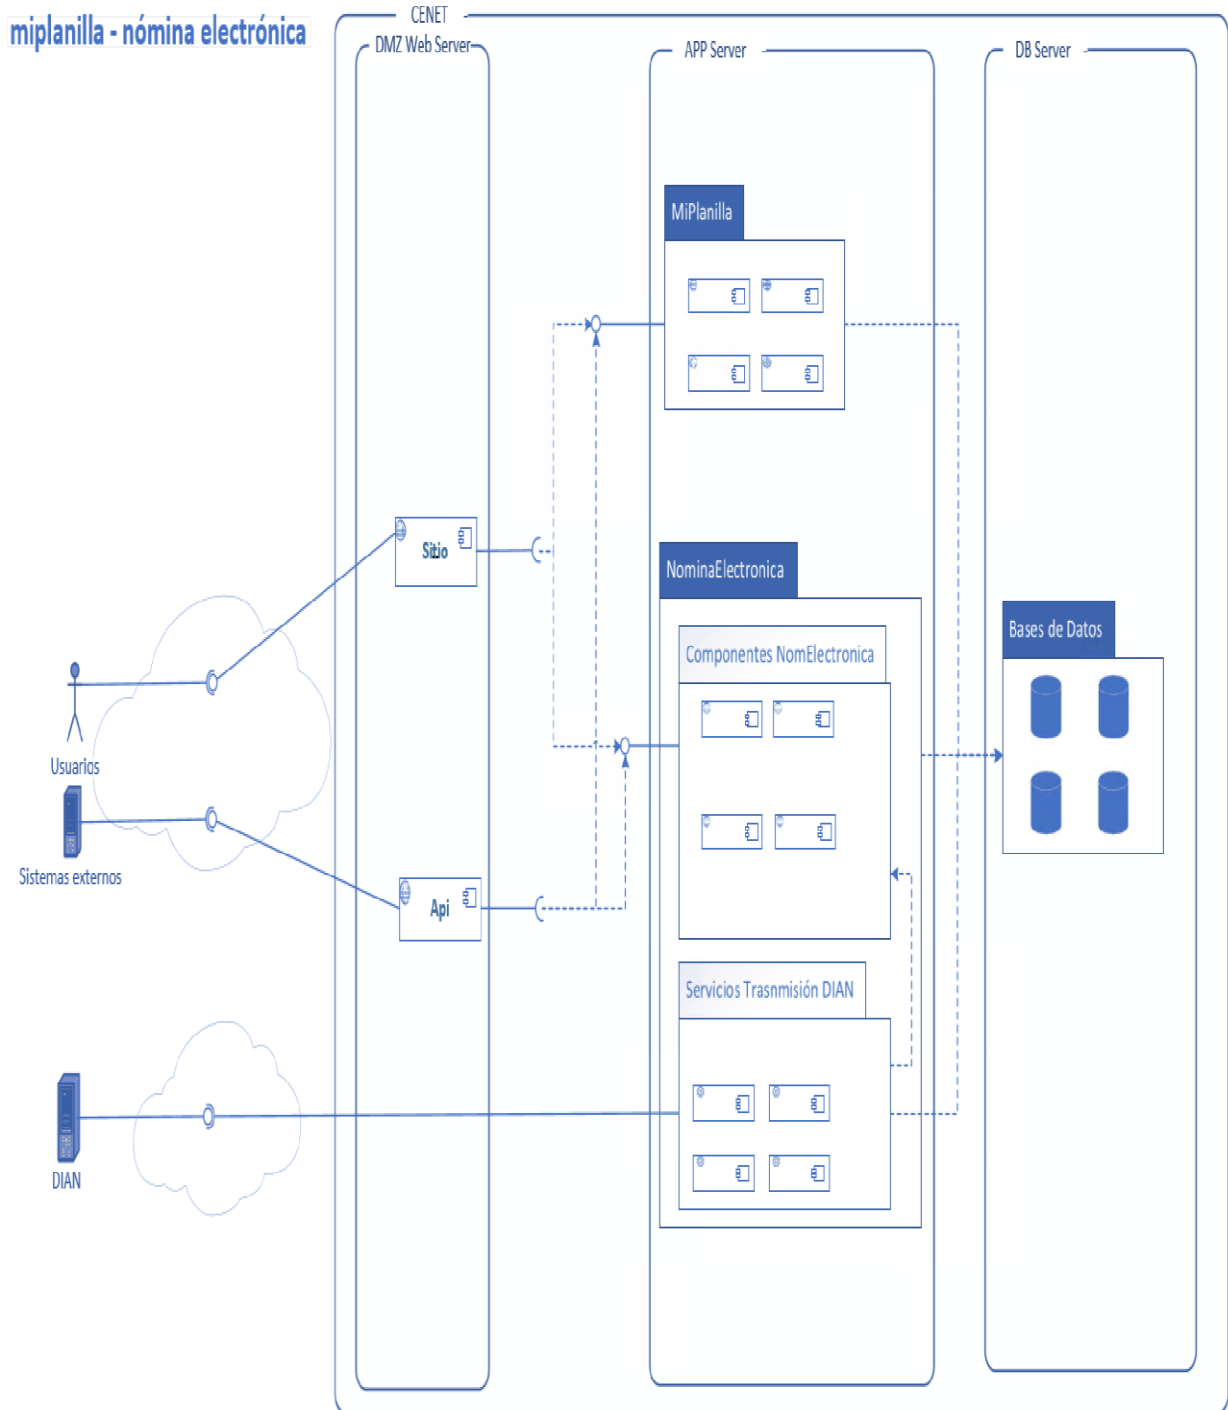 miplanilla - nómina electrónica
CENET
DMZ Web Server
APP Server
DB Server
MiPlanilla
Sitio
NominaElectronica
Componentes NomElectronica
Bases de Datos
Usuarios
Sistemas externos
Api
Servicios Trasnmisión DIAN
DIAN